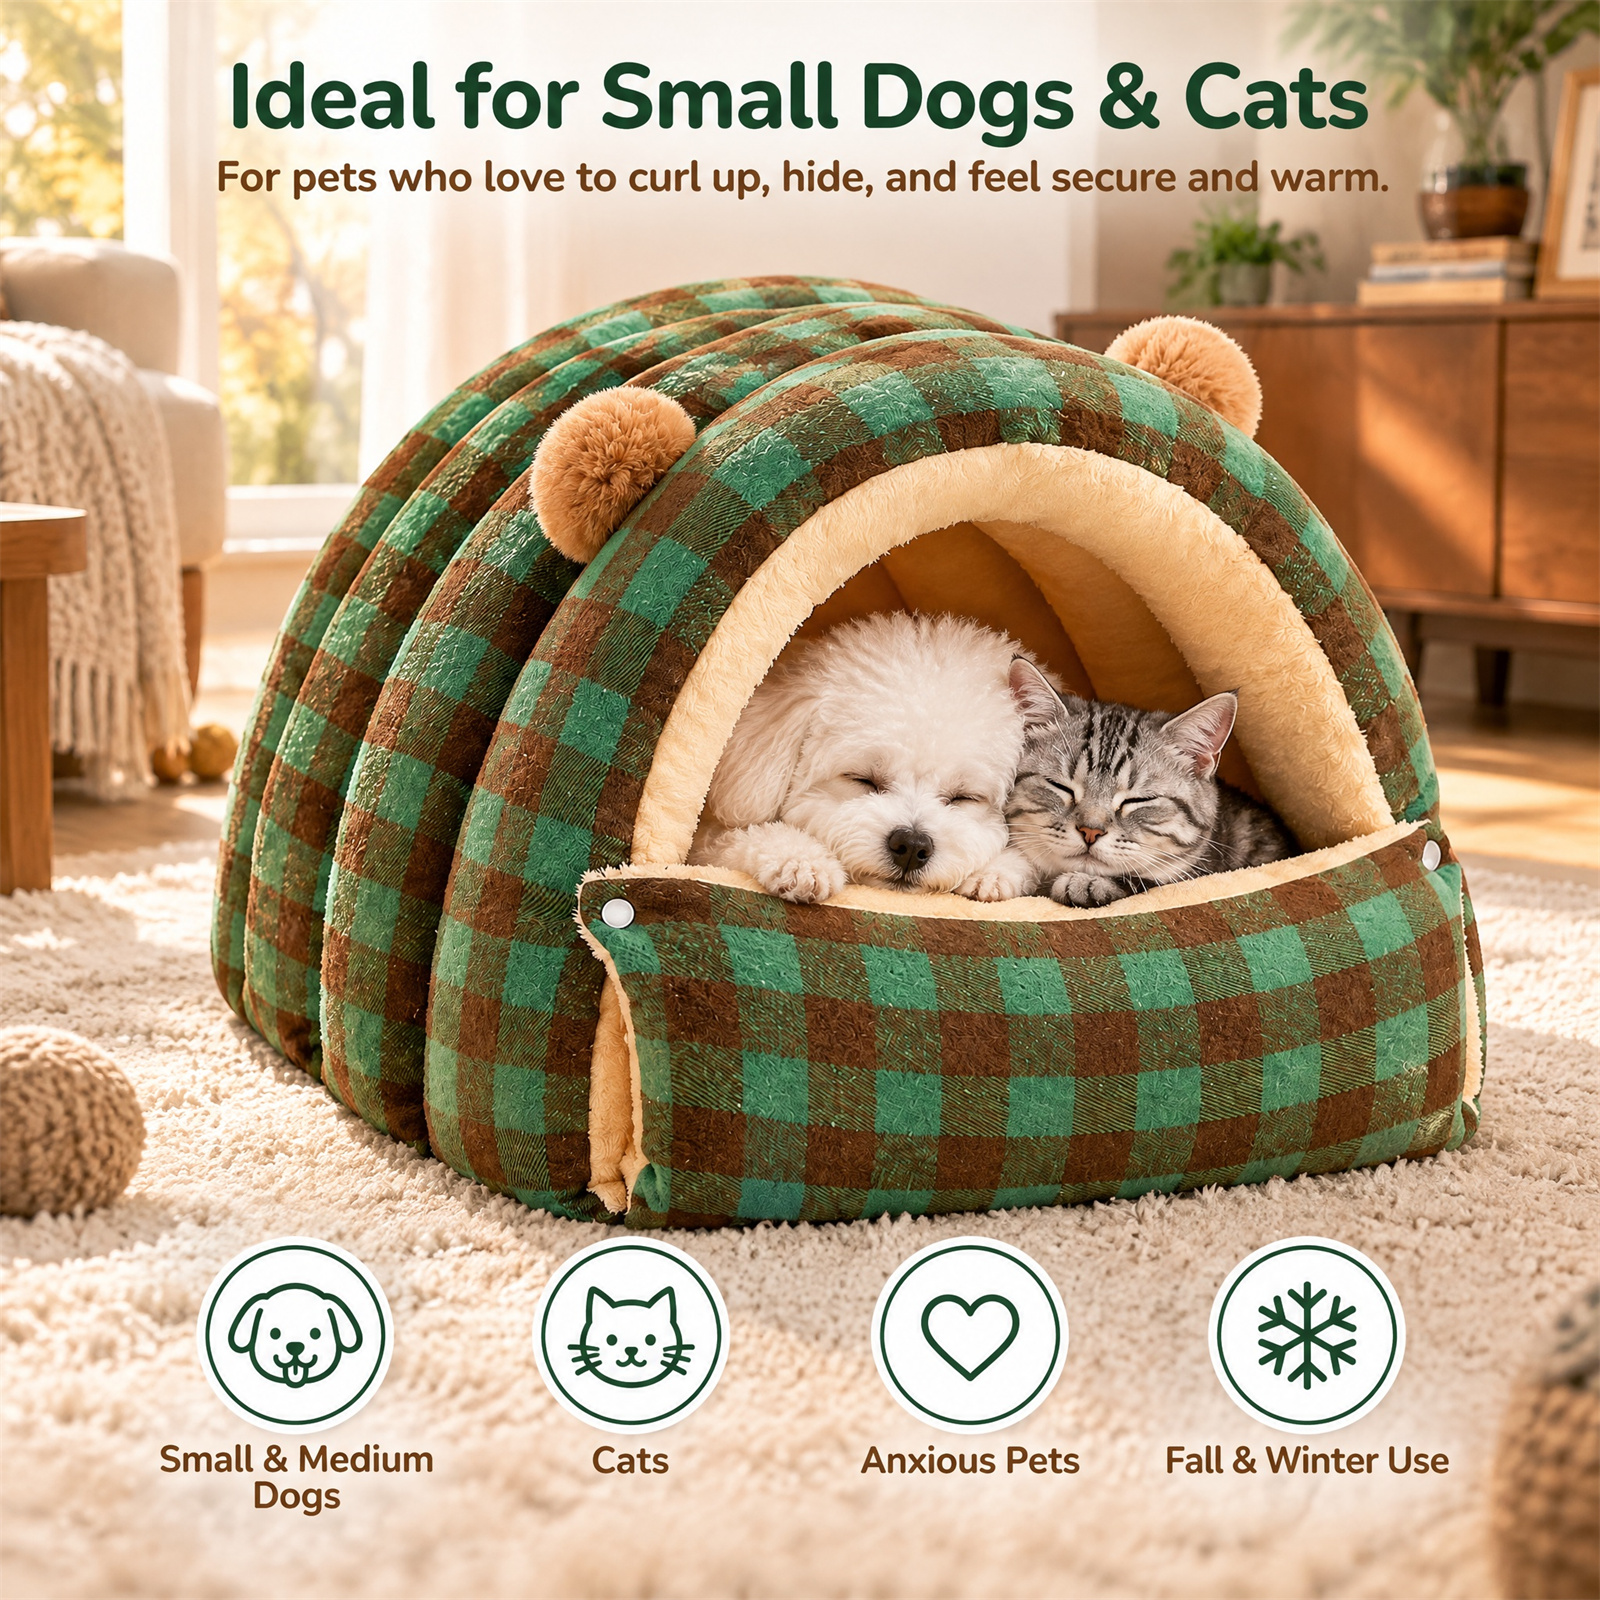 Ideal for Small Dogs & Cats
For pets who love to curl up, hide, and feel secure and warm.
Small & Medium
Dogs
Cats
Anxious Pets
Fall & Winter Use